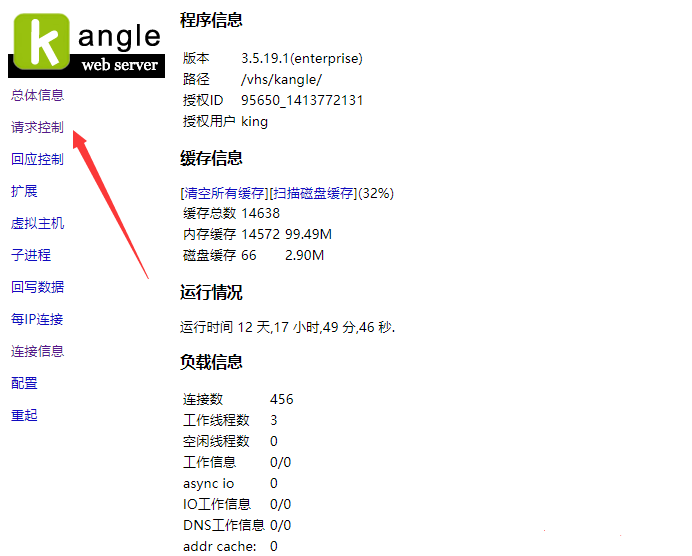 kangle
web server
总体信息
请求控制
回应控制
扩展
虚拟主机
子进程
回写数据
每IP连接
连接信息
配置
重起
程序信息
版本 3.5.19.1(enterprise)
路径 /vhs/kangle/
授权ID 95650_1413772131
授权用户 king
缓存信息
[清空所有缓存][扫描磁盘缓存](32%)
缓存总数 14638
内存缓存 14572 99.49M
磁盘缓存 66 2.90M
运行情况
运行时间 12 天,17 小时,49 分,46 秒.
负载信息
连接数 456
工作线程数 3
空闲线程数 0
工作信息 0/0
async io 0
IO工作信息 0/0
DNS工作信息 0/0
addr cache: 0